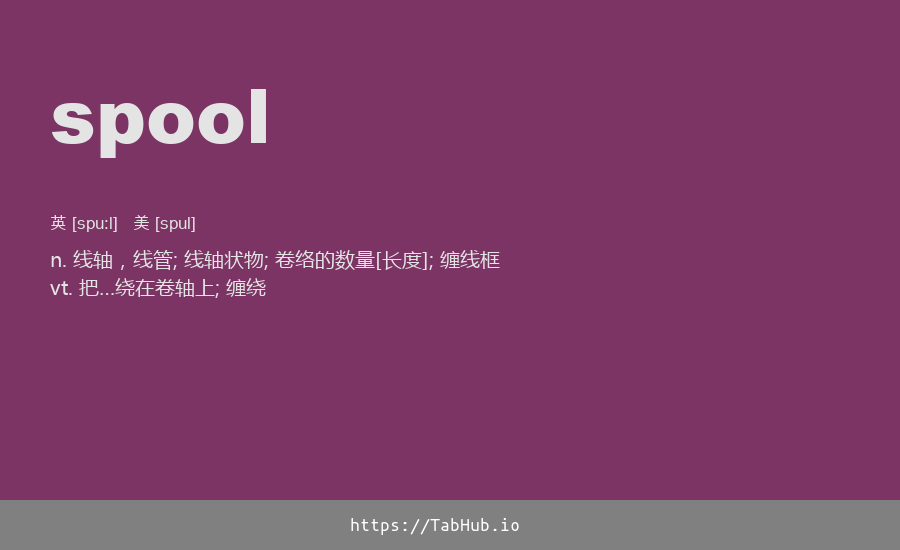 spool
英 [spu:l] 美 [spul]
n. 线轴，线管; 线轴状物; 卷络的数量[长度]; 缠线框
vt. 把...绕在卷轴上; 缠绕
https://TabHub.io